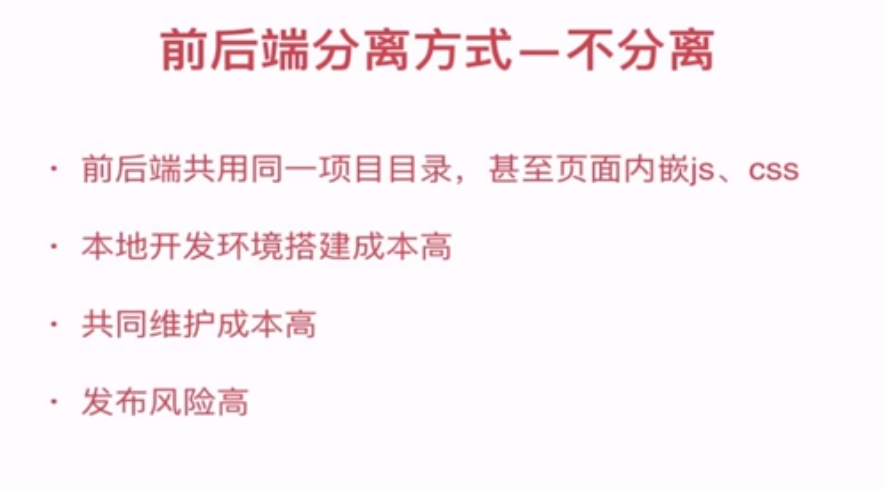 前后端分离方式—不分离
· 前后端共用同一项目目录，甚至页面内嵌js、css
· 本地开发环境搭建成本高
· 共同维护成本高
· 发布风险高